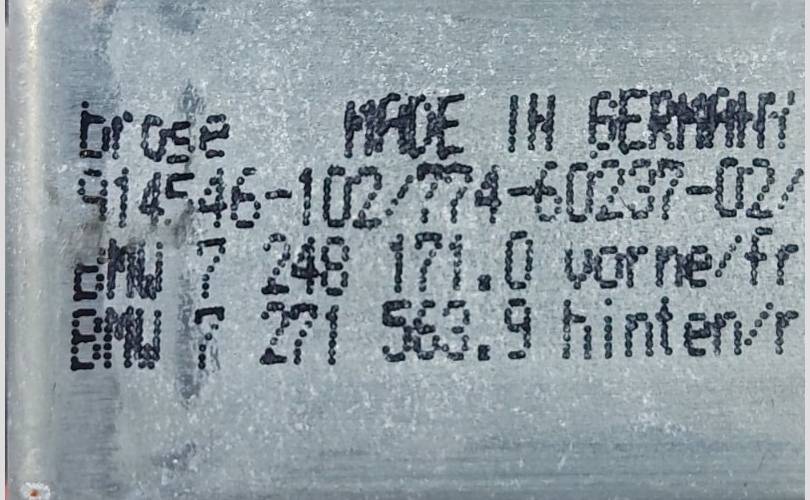 Brose MADE IN GERMANY
914546-102/774-60237-02/
BMW 7 248 171.0 vorne/fr
BMW 7 271 563.9 hinten/r